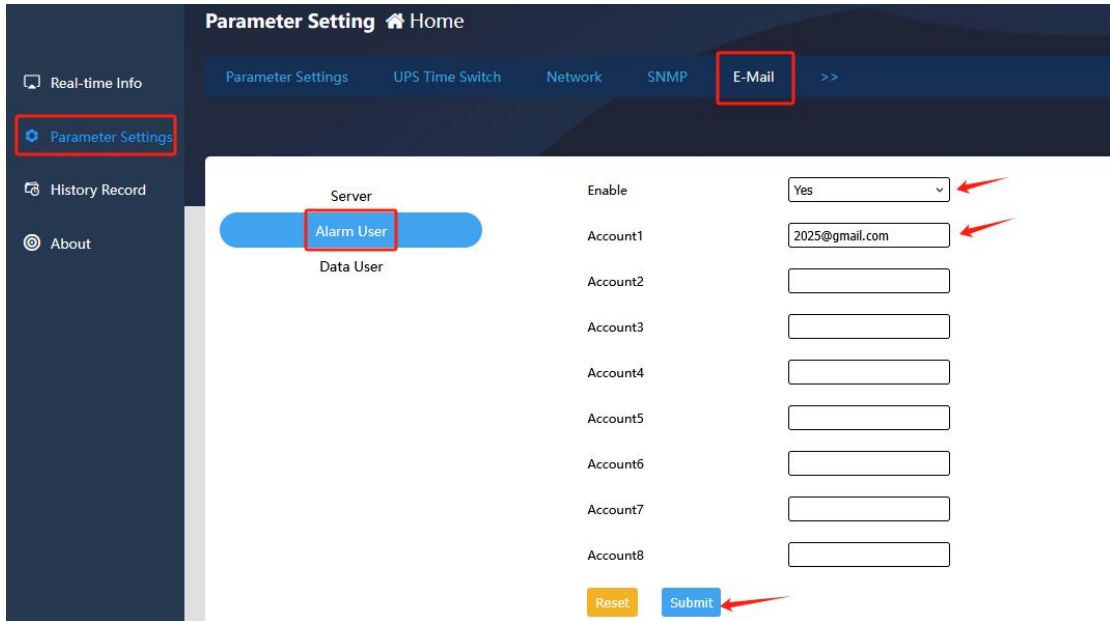 Parameter Setting Home
Real-time Info
Parameter Settings
History Record
About
Parameter Settings UPS Time Switch Network SNMP E-Mail >>
Server
Alarm User
Data User
Enable Yes
Account1 2025@gmail.com
Account2
Account3
Account4
Account5
Account6
Account7
Account8
Reset Submit